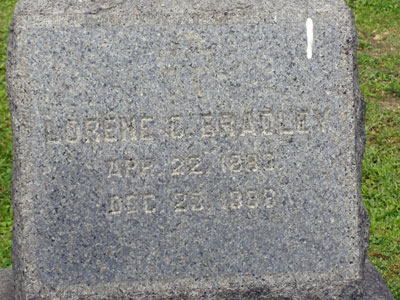 LORENE C. BRADLEY
APR. 22,
DEC. 23,